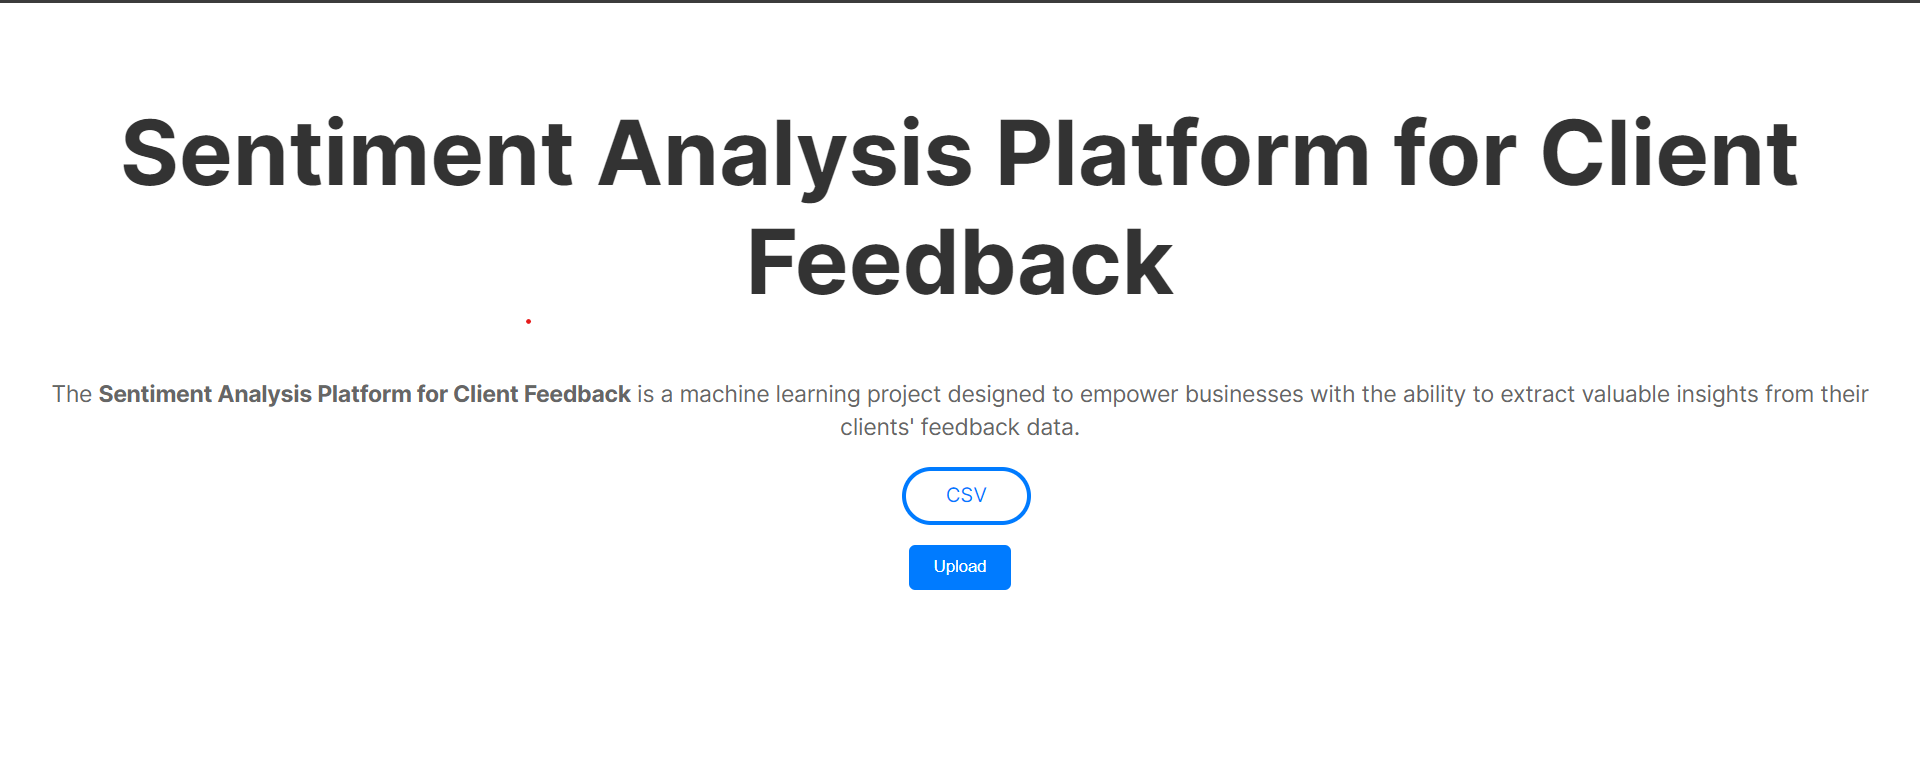 Sentiment Analysis Platform for Client
Feedback
The Sentiment Analysis Platform for Client Feedback is a machine learning project designed to empower businesses with the ability to extract valuable insights from their
clients' feedback data.
CSV
Upload